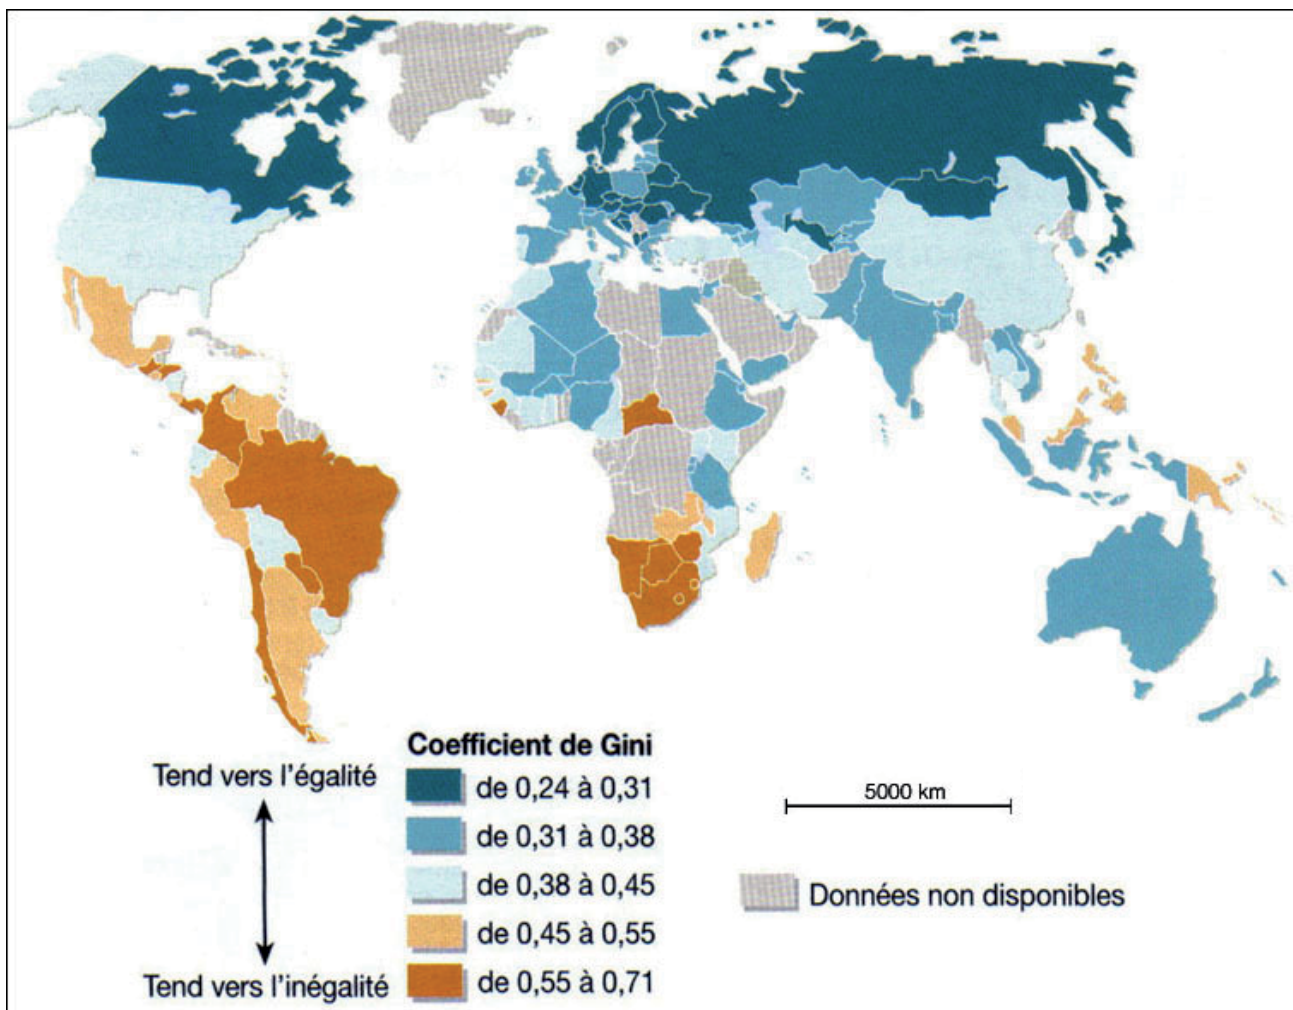 Coefficient de Gini
Tend vers l'égalité
de 0,24 à 0,31
de 0,31 à 0,38
de 0,38 à 0,45
de 0,45 à 0,55
de 0,55 à 0,71
Tend vers l'inégalité
5000 km
Données non disponibles